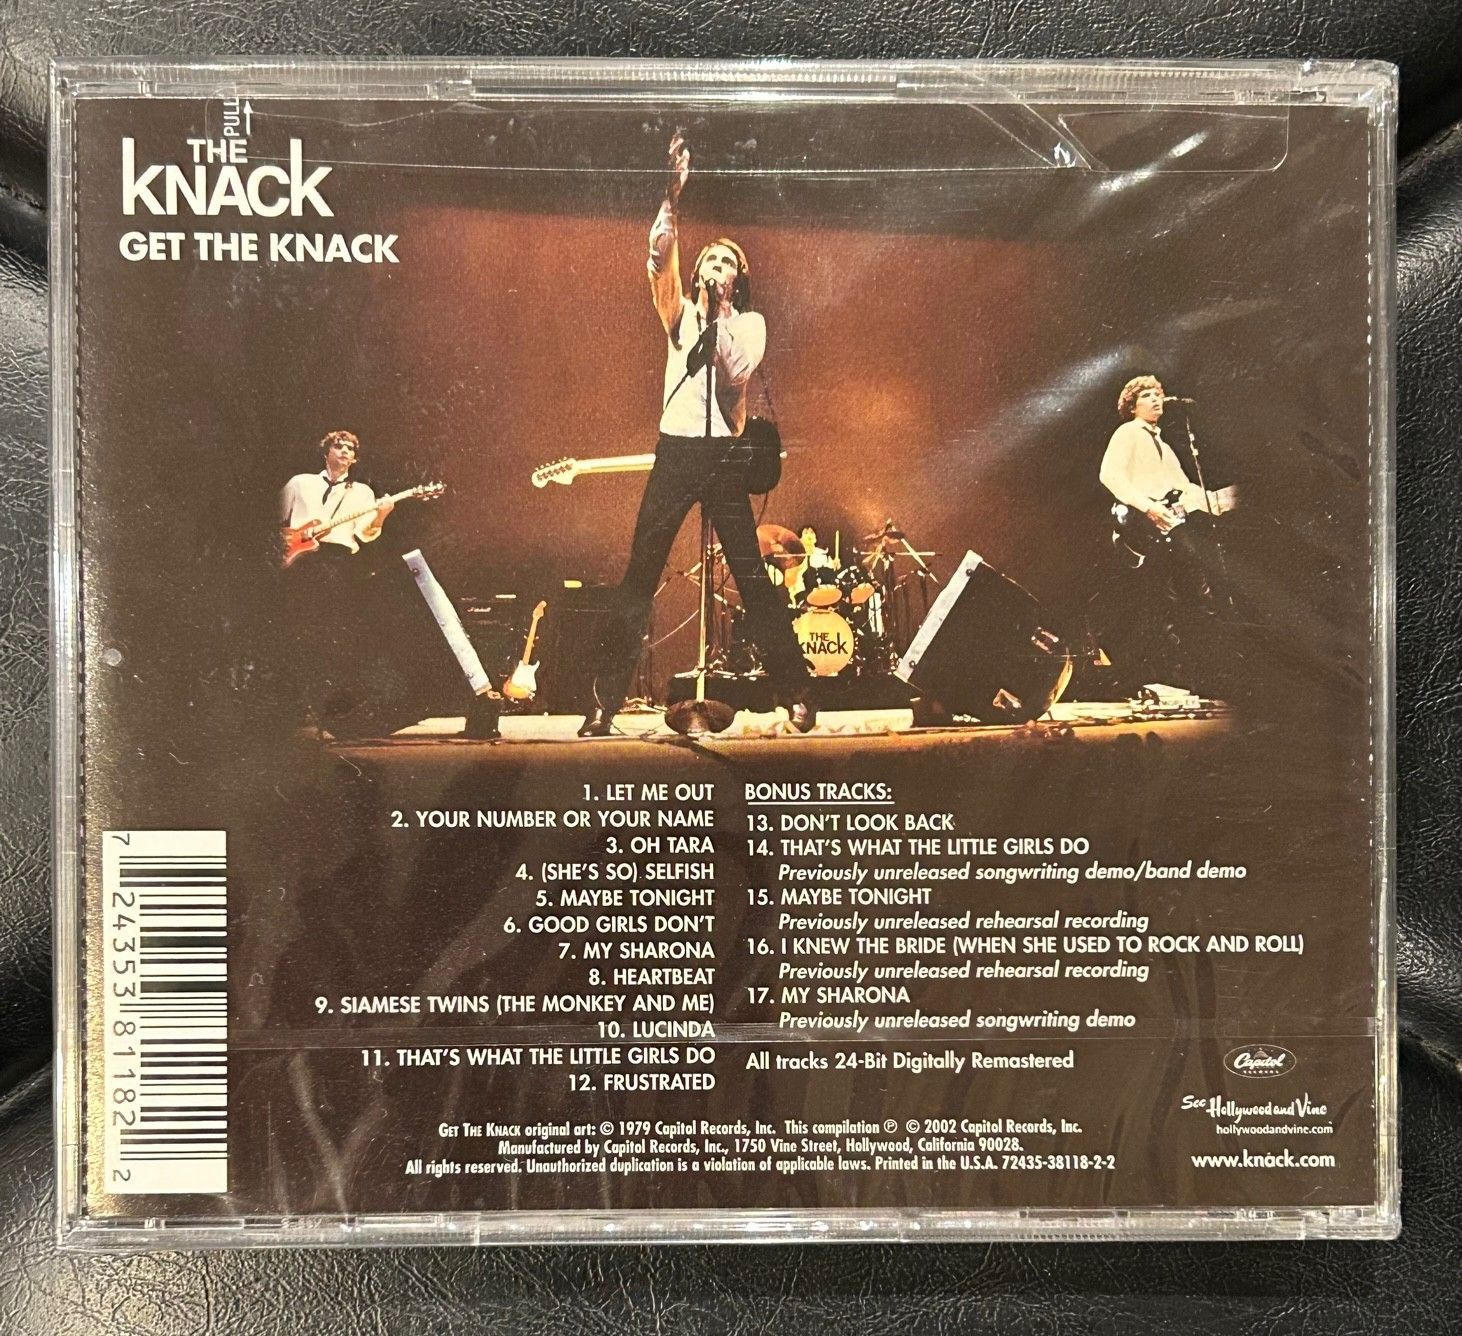 PULL
THE
KNACK
GET THE KNACK
THE
KNACK
1. LET ME OUT
2. YOUR NUMBER OR YOUR NAME
3. OH TARA
4. (SHE'S SO) SELFISH
5. MAYBE TONIGHT
6. GOOD GIRLS DON'T
7. MY SHARONA
8. HEARTBEAT
9. SIAMESE TWINS (THE MONKEY AND ME)
10. LUCINDA
11. THAT'S WHAT THE LITTLE GIRLS DO
12. FRUSTRATED
BONUS TRACKS:
13. DON'T LOOK BACK
14. THAT'S WHAT THE LITTLE GIRLS DO
Previously unreleased songwriting demo/band demo
15. MAYBE TONIGHT
Previously unreleased rehearsal recording
16. I KNEW THE BRIDE (WHEN SHE USED TO ROCK AND ROLL)
Previously unreleased rehearsal recording
17. MY SHARONA
Previously unreleased songwriting demo
All tracks 24-Bit Digitally Remastered
Capitol
RECORDS
See Hollywood and Vine
hollywoodandvine.com
www.knack.com
GET THE KNACK original art: © 1979 Capitol Records, Inc. This compilation ℗ © 2002 Capitol Records, Inc.
Manufactured by Capitol Records, Inc., 1750 Vine Street, Hollywood, California 90028.
All rights reserved. Unauthorized duplication is a violation of applicable laws. Printed in the U.S.A. 72435-38118-2-2
7 24353 81182 2